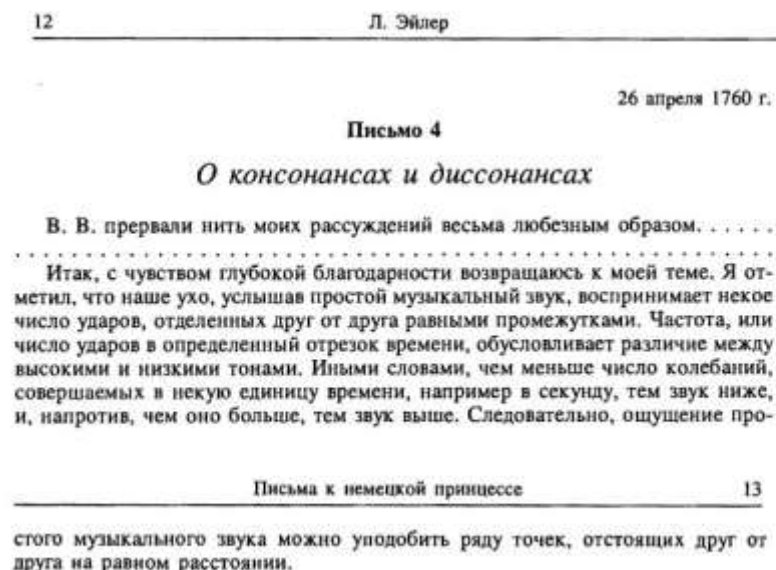 12
Л. Эйлер
26 апреля 1760 г.
Письмо 4
О консонансах и диссонансах
В. В. прервали нить моих рассуждений весьма любезным образом. . . . . .
. . . . . . . . . . . . . . . . . . . . . . . . . . . . . . . . . . . . . . . . . . . . . . . .
Итак, с чувством глубокой благодарности возвращаюсь к моей теме. Я от-
метил, что наше ухо, услышав простой музыкальный звук, воспринимает некое
число ударов, отделенных друг от друга равными промежутками. Частота, или
число ударов в определенный отрезок времени, обусловливает различие между
высокими и низкими тонами. Иными словами, чем меньше число колебаний,
совершаемых в некую единицу времени, например в секунду, тем звук ниже,
и, напротив, чем оно больше, тем звук выше. Следовательно, ощущение про-
Письма к немецкой принцессе
13
стого музыкального звука можно уподобить ряду точек, отстоящих друг от
друга на равном расстоянии.